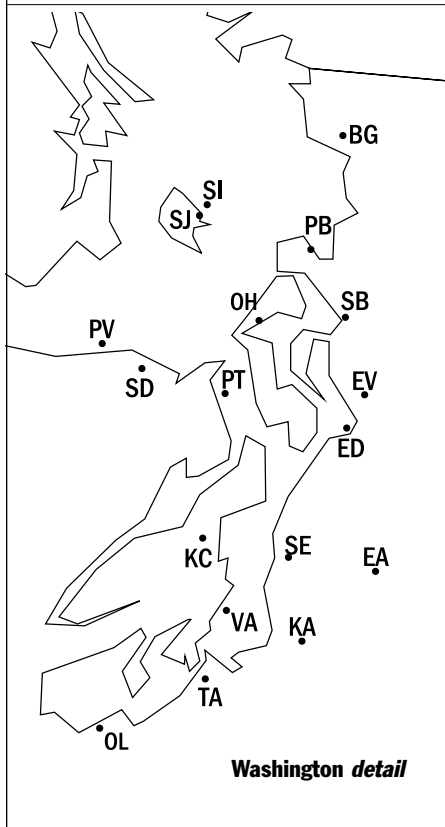 BG
SI
SJ
PB
OH
SB
PV
SD
PT
EV
ED
KC
SE
EA
VA
KA
TA
OL
Washington detail